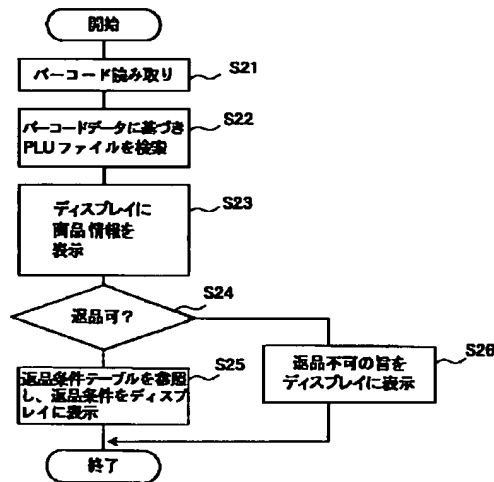 開始
バーコード読み取り
S21
バーコードデータに基づき
PLUファイルを検索
S22
ディスプレイに
商品情報を
表示
S23
返品可?
S24
返品条件テーブルを参照
し、返品条件をディスプ
レイに表示
S25
返品不可の旨を
ディスプレイに表示
S26
終了